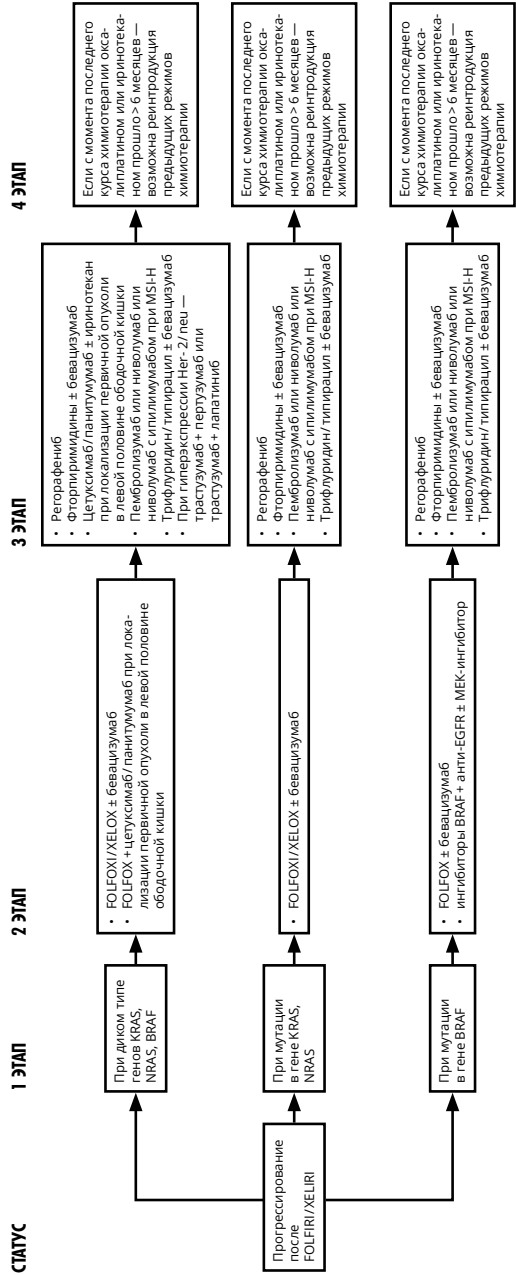 СТАТУС
1 ЭТАП
2 ЭТАП
3 ЭТАП
4 ЭТАП
Прогрессирование
после
FOLFIRI/XELIRI
При диком типе
генов KRAS,
NRAS, BRAF
• FOLFOXI/XELOX ± бевацизумаб
• FOLFOX + цетуксимаб/панитумумаб при лока-
лизации первичной опухоли в левой половине
ободочной кишки
• Регорафениб
• Фторпиримидины ± бевацизумаб
• Цетуксимаб/панитумумаб ± иринотекан
при локализации первичной опухоли
в левой половине ободочной кишки
• Пембролизумаб или ниволумаб или
ниволумаб с ипилимумабом при MSI-H
• Трифлуридин/типирацил ± бевацизумаб
• При гиперэкспрессии Her- 2/ neu —
трастузумаб + пертузумаб или
трастузумаб + лапатиниб
Если с момента последнего
курса химиотерапии окса-
липлатином или иринотека-
ном прошло > 6 месяцев —
возможна реинтродукция
предыдущих режимов
химиотерапии
При мутации
в гене KRAS,
NRAS
• FOLFOXI/XELOX ± бевацизумаб
• Регорафениб
• Фторпиримидины ± бевацизумаб
• Пембролизумаб или ниволумаб или
ниволумаб с ипилимумабом при MSI-H
• Трифлуридин/типирацил ± бевацизумаб
Если с момента последнего
курса химиотерапии окса-
липлатином или иринотека-
ном прошло > 6 месяцев —
возможна реинтродукция
предыдущих режимов
химиотерапии
При мутации
в гене BRAF
• FOLFOX ± бевацизумаб
• ингибиторы BRAF + анти-EGFR ± MEK-ингибитор
• Регорафениб
• Фторпиримидины ± бевацизумаб
• Пембролизумаб или ниволумаб или
ниволумаб с ипилимумабом при MSI-H
• Трифлуридин/типирацил ± бевацизумаб
Если с момента последнего
курса химиотерапии окса-
липлатином или иринотека-
ном прошло > 6 месяцев —
возможна реинтродукция
предыдущих режимов
химиотерапии